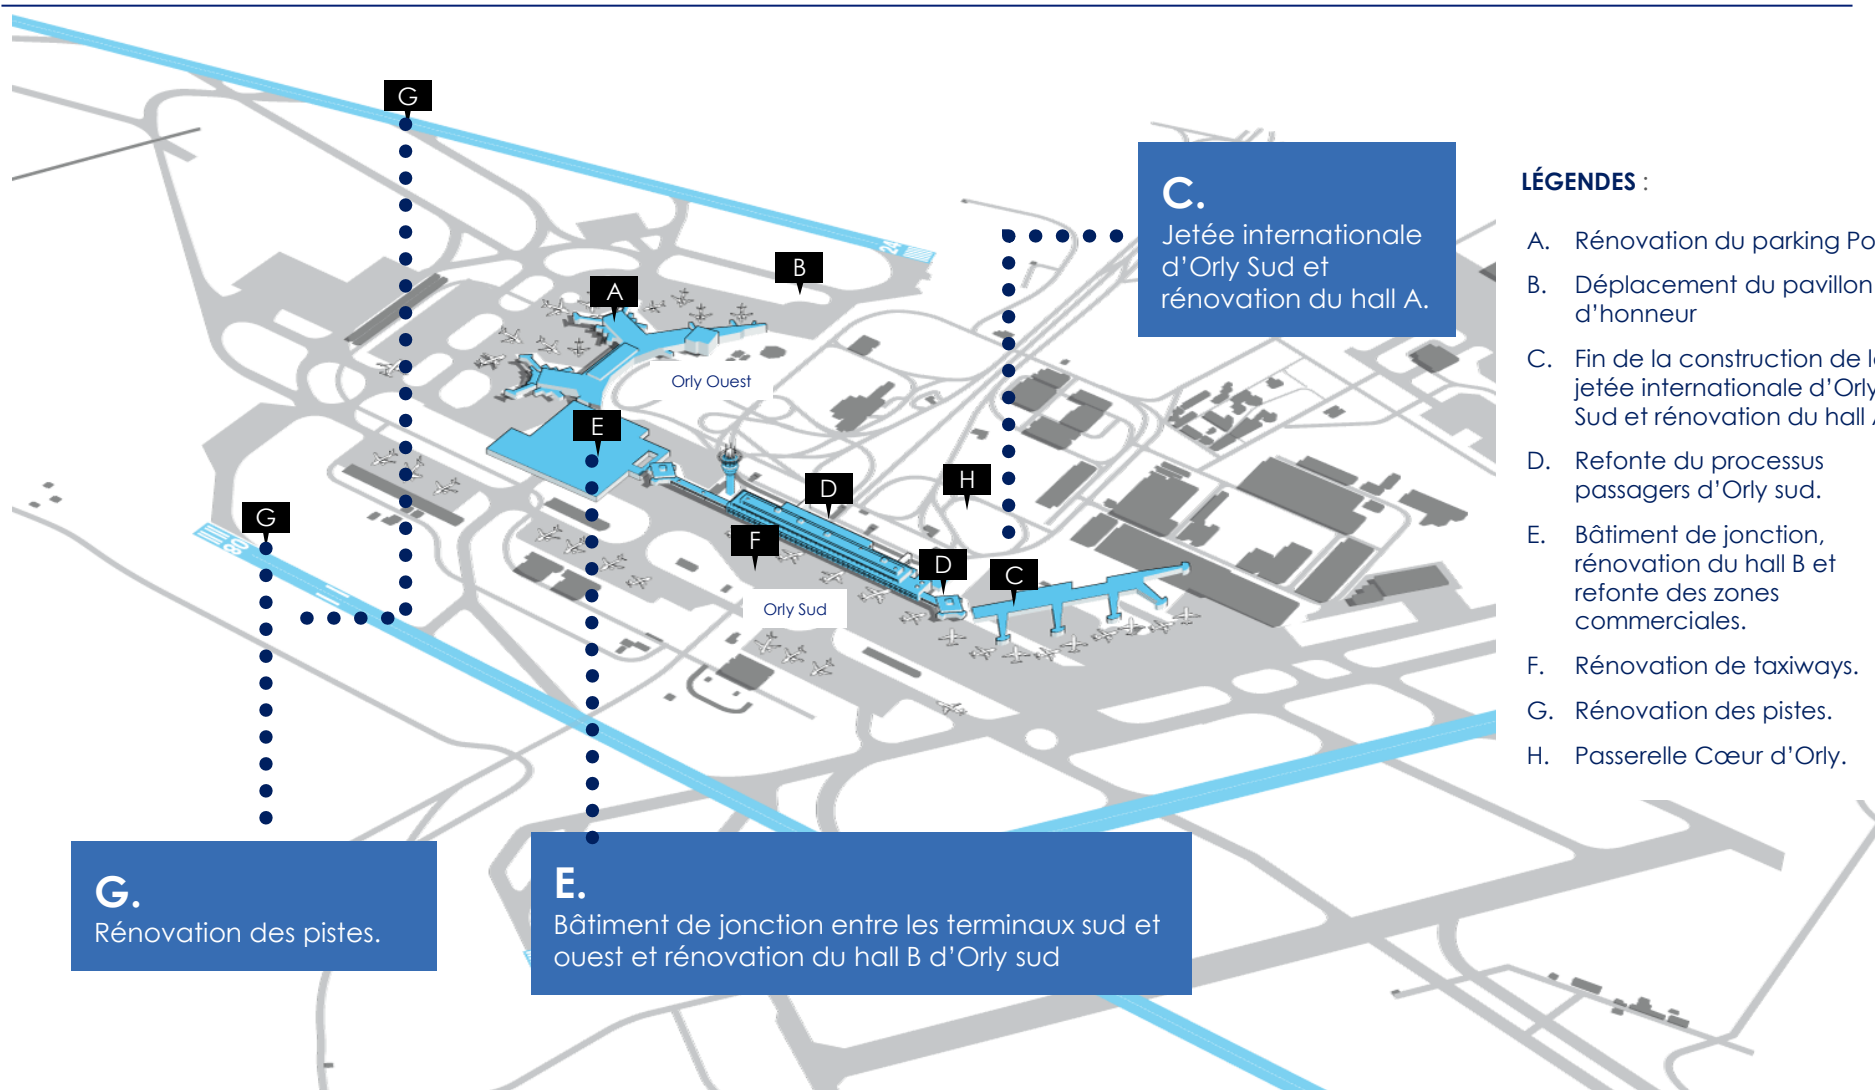 G
24
C.
Jetée internationale
d'Orly Sud et
rénovation du hall A.
LÉGENDES :
A. Rénovation du parking
B. Déplacement du pavillon
d'honneur
C. Fin de la construction de
jetée internationale d'Orly
Sud et rénovation du hall
D. Refonte du processus
passagers d'Orly sud.
E. Bâtiment de jonction,
rénovation du hall B et
refonte des zones
commerciales.
F. Rénovation de taxiways.
G. Rénovation des pistes.
H. Passerelle Cœur d'Orly.
B
A
Orly Ouest
E
D
H
G
F
D
C
08
Orly Sud
G.
Rénovation des pistes.
E.
Bâtiment de jonction entre les terminaux sud et
ouest et rénovation du hall B d'Orly sud